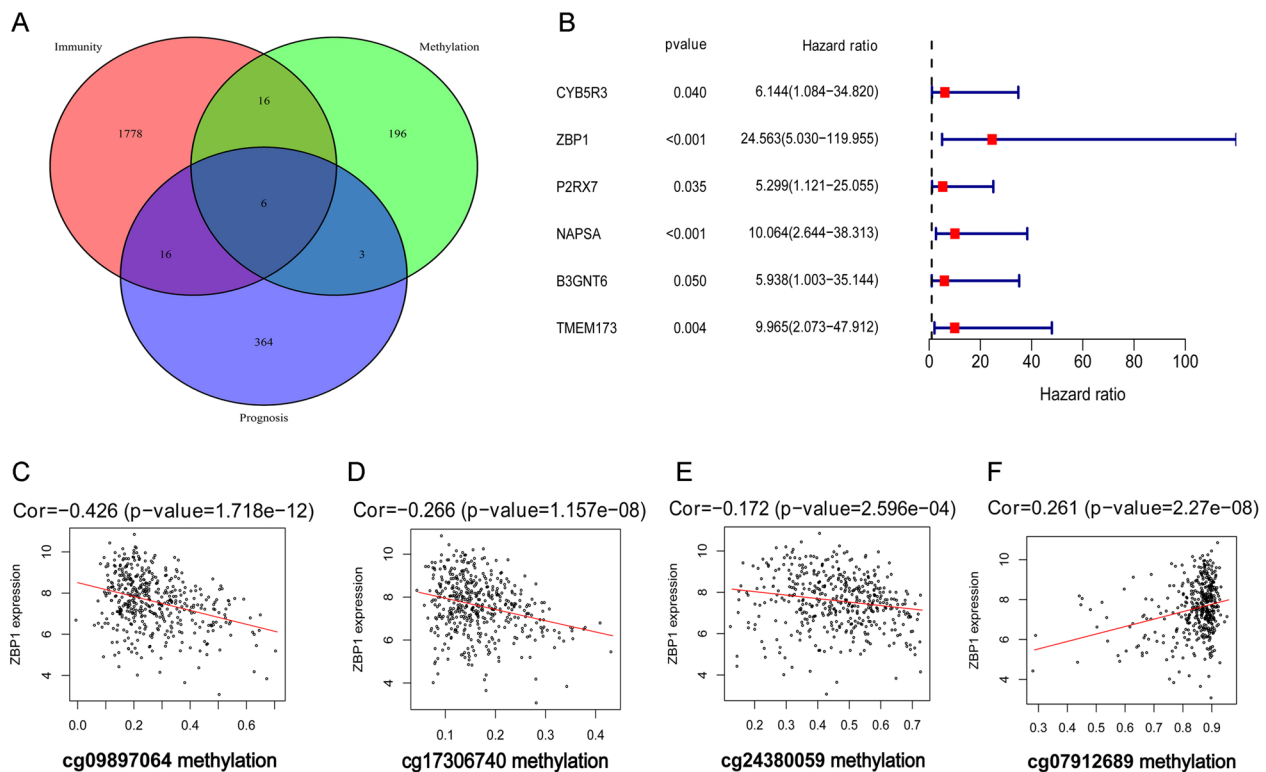 A
Immunity
Methylation
16
1778
196
6
16
3
364
Prognosis
B
pvalue Hazard ratio
CYB5R3 0.040 6.144(1.084−34.820)
ZBP1 <0.001 24.563(5.030−119.955)
P2RX7 0.035 5.299(1.121−25.055)
NAPSA <0.001 10.064(2.644−38.313)
B3GNT6 0.050 5.938(1.003−35.144)
TMEM173 0.004 9.965(2.073−47.912)
0 20 40 60 80 100
Hazard ratio
C
Cor=−0.426 (p-value=1.718e−12)
ZBP1 expression
10
8
6
4
0.0 0.2 0.4 0.6
cg09897064 methylation
D
Cor=−0.266 (p-value=1.157e−08)
ZBP1 expression
10
8
6
4
0.1 0.2 0.3 0.4
cg17306740 methylation
E
Cor=−0.172 (p-value=2.596e−04)
ZBP1 expression
10
8
6
4
0.2 0.3 0.4 0.5 0.6 0.7
cg24380059 methylation
F
Cor=0.261 (p-value=2.27e−08)
ZBP1 expression
10
8
6
4
0.3 0.4 0.5 0.6 0.7 0.8 0.9
cg07912689 methylation